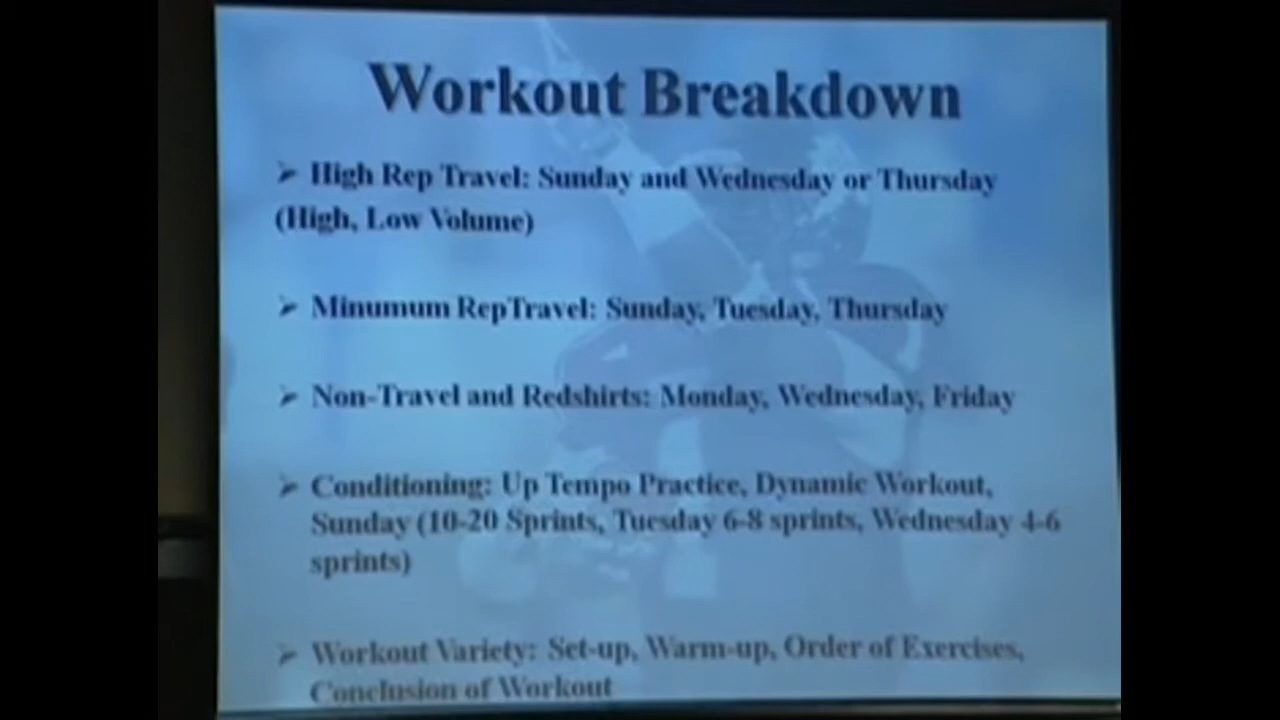 Workout Breakdown
➢ High Rep Travel: Sunday and Wednesday or Thursday
(High, Low Volume)
➢ Minumum RepTravel: Sunday, Tuesday, Thursday
➢ Non-Travel and Redshirts: Monday, Wednesday, Friday
➢ Conditioning: Up Tempo Practice, Dynamic Workout,
Sunday (10-20 Sprints, Tuesday 6-8 sprints, Wednesday 4-6
sprints)
➢ Workout Variety: Set-up, Warm-up, Order of Exercises,
Conclusion of Workout